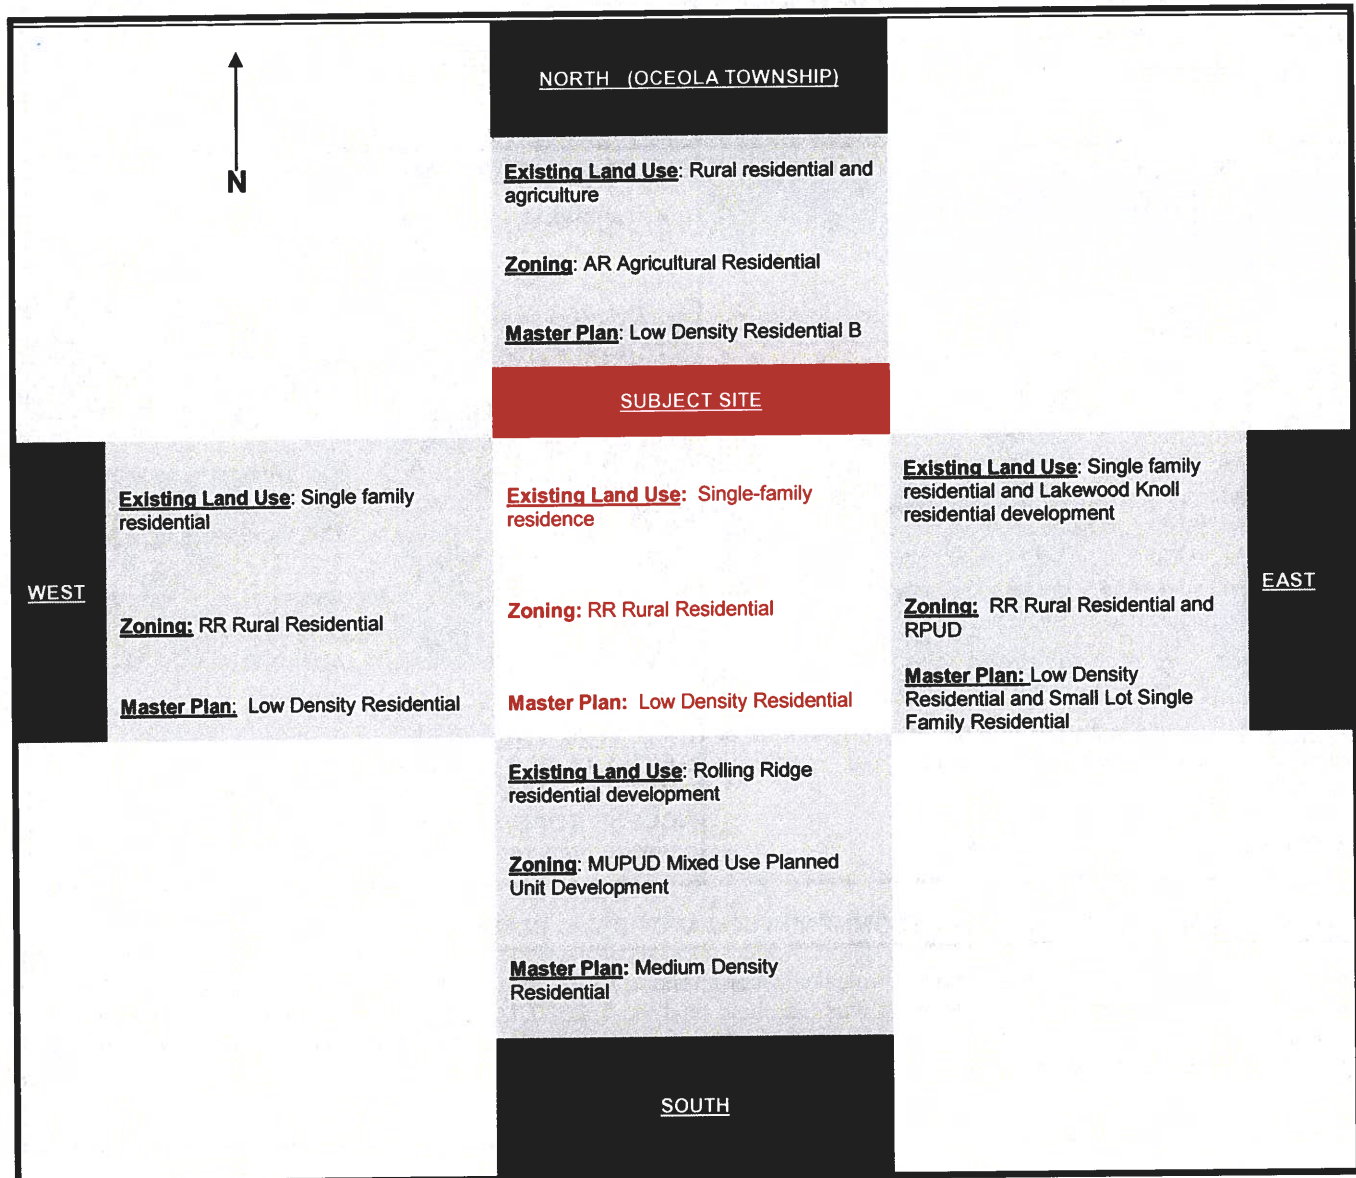 NORTH (OCEOLA TOWNSHIP)
N
Existing Land Use: Rural residential and
agriculture
Zoning: AR Agricultural Residential
Master Plan: Low Density Residential B
SUBJECT SITE
WEST
Existing Land Use: Single family
residential
Zoning: RR Rural Residential
Master Plan: Low Density Residential
Existing Land Use: Single-family
residence
Zoning: RR Rural Residential
Master Plan: Low Density Residential
Existing Land Use: Single family
residential and Lakewood Knoll
residential development
Zoning: RR Rural Residential and
RPUD
Master Plan: Low Density
Residential and Small Lot Single
Family Residential
EAST
Existing Land Use: Rolling Ridge
residential development
Zoning: MUPUD Mixed Use Planned
Unit Development
Master Plan: Medium Density
Residential
SOUTH